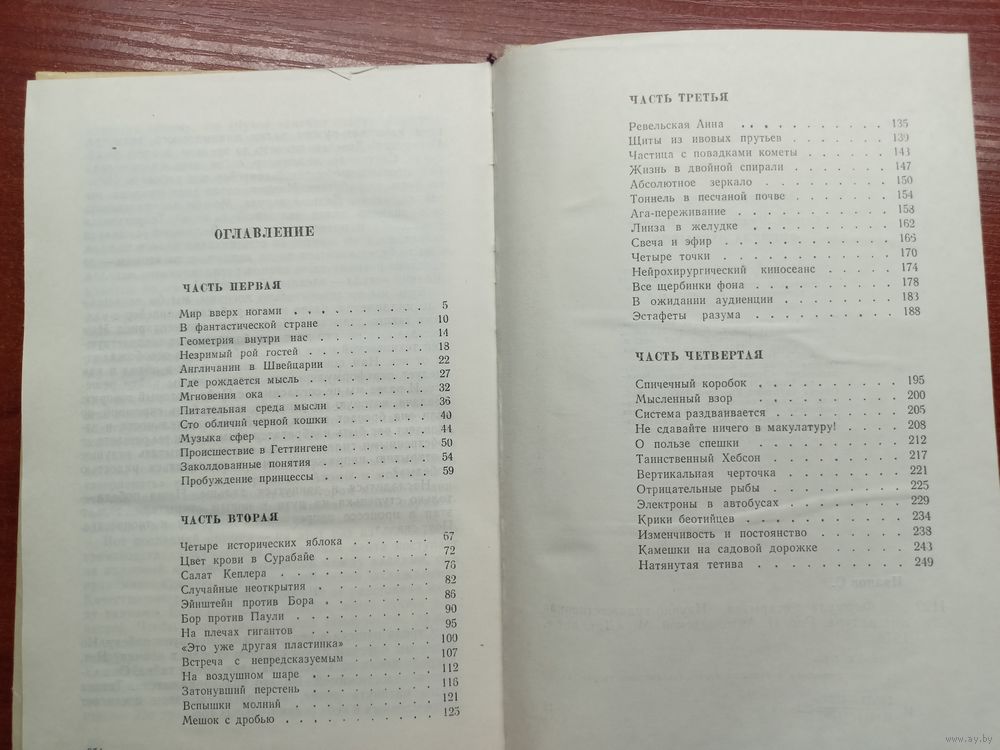 ОГЛАВЛЕНИЕ
ЧАСТЬ ПЕРВАЯ
Мир вверх ногами . . . . . . . . . . 5
В фантастической стране . . . . . . . . 10
Геометрия внутри нас . . . . . . . . 14
Незримый рой гостей . . . . . . . . . 18
Англичанин в Швейцарии . . . . . . . 22
Где рождается мысль . . . . . . . . . 27
Мгновения ока . . . . . . . . . . . 32
Питательная среда мысли . . . . . . . 36
Сто обличий черной кошки . . . . . . . 40
Музыка сфер . . . . . . . . . . . 44
Происшествие в Геттингене . . . . . . . 50
Заколдованные понятия . . . . . . . . 54
Пробуждение принцессы . . . . . . . . 59
ЧАСТЬ ВТОРАЯ
Четыре исторических яблока . . . . . . 67
Цвет крови в Сурабайе . . . . . . . . 72
Салат Кеплера . . . . . . . . . . 76
Случайные неоткрытия . . . . . . . . 82
Эйнштейн против Бора . . . . . . . . 86
Бор против Паули . . . . . . . . . 90
На плечах гигантов . . . . . . . . . 95
«Это уже другая пластинка» . . . . . . 100
Встреча с непредсказуемым . . . . . . 107
На воздушном шаре . . . . . . . . . 112
Затонувший перстень . . . . . . . . 116
Вспышки молний . . . . . . . . . . 121
Мешок с дробью . . . . . . . . . . 125
ЧАСТЬ ТРЕТЬЯ
Ревельская Анна . . . . . . . . . . 135
Щиты из ивовых прутьев . . . . . . . 139
Частица с повадками кометы . . . . . . 143
Жизнь в двойной спирали . . . . . . . 147
Абсолютное зеркало . . . . . . . . . 150
Тоннель в песчаной почве . . . . . . . 154
Ага-переживание . . . . . . . . . . 158
Линза в желудке . . . . . . . . . . 162
Свеча и эфир . . . . . . . . . . . 166
Четыре точки . . . . . . . . . . . 170
Нейрохирургический киносеанс . . . . . 174
Все щербинки фона . . . . . . . . . 178
В ожидании аудиенции . . . . . . . . 183
Эстафеты разума . . . . . . . . . . 188
ЧАСТЬ ЧЕТВЕРТАЯ
Спичечный коробок . . . . . . . . . 195
Мысленный взор . . . . . . . . . . 200
Система раздваивается . . . . . . . . 205
Не сдавайте ничего в макулатуру! . . . . 208
О пользе спешки . . . . . . . . . . 212
Таинственный Хебсон . . . . . . . . 217
Вертикальная черточка . . . . . . . . 221
Отрицательные рыбы . . . . . . . . . 225
Электроны в автобусах . . . . . . . . 229
Крики беотийцев . . . . . . . . . . 234
Изменчивость и постоянство . . . . . . 238
Камешки на садовой дорожке . . . . . . 243
Натянутая тетива . . . . . . . . . . 249
www.ay.by